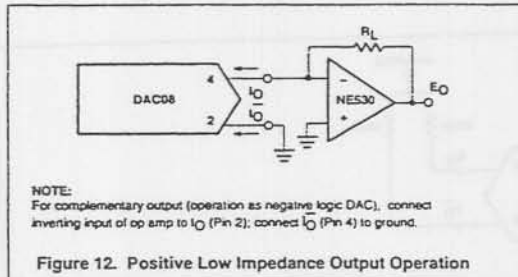 RL
4
IO
DAC08
IO
2
−
NE530
+
EO
NOTE:
For complementary output (operation as negative logic DAC), connect
inverting input of op amp to IO (Pin 2); connect IO (Pin 4) to ground.
Figure 12. Positive Low Impedance Output Operation